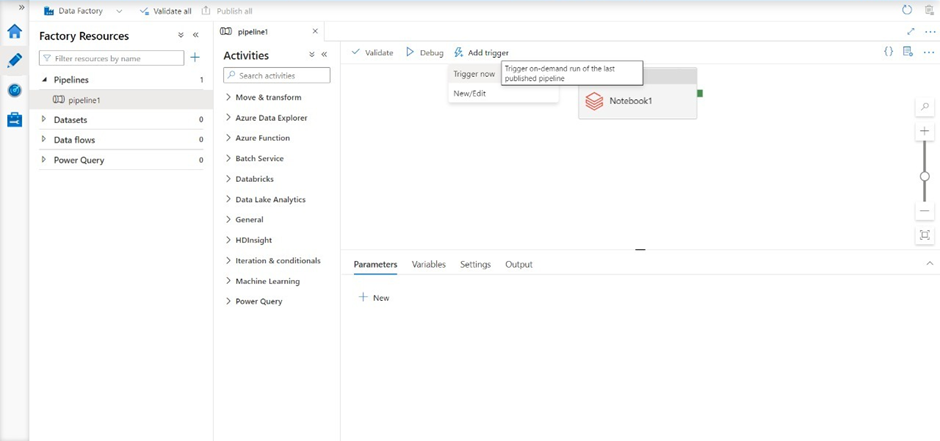 Data Factory
Validate all
Publish all
Factory Resources
Filter resources by name
Pipelines 1
pipeline1
Datasets 0
Data flows 0
Power Query 0
pipeline1
Activities
Search activities
Move & transform
Azure Data Explorer
Azure Function
Batch Service
Databricks
Data Lake Analytics
General
HDInsight
Iteration & conditionals
Machine Learning
Power Query
Validate
Debug
Add trigger
Trigger now
New/Edit
Trigger on-demand run of the last
published pipeline
Notebook1
Parameters
Variables
Settings
Output
New